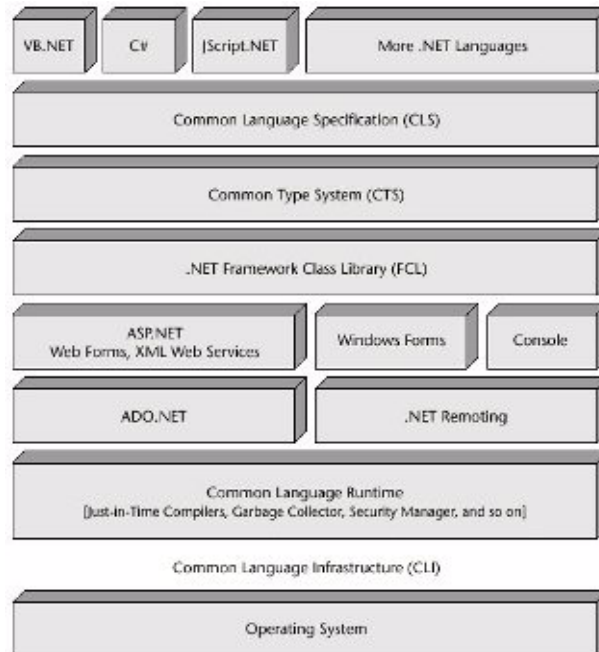 VB.NET
C#
JScript.NET
More .NET Languages
Common Language Specification (CLS)
Common Type System (CTS)
.NET Framework Class Library (FCL)
ASP.NET
Web Forms, XML Web Services
Windows Forms
Console
ADO.NET
.NET Remoting
Common Language Runtime
[Just-in-Time Compilers, Garbage Collector, Security Manager, and so on]
Common Language Infrastructure (CLI)
Operating System